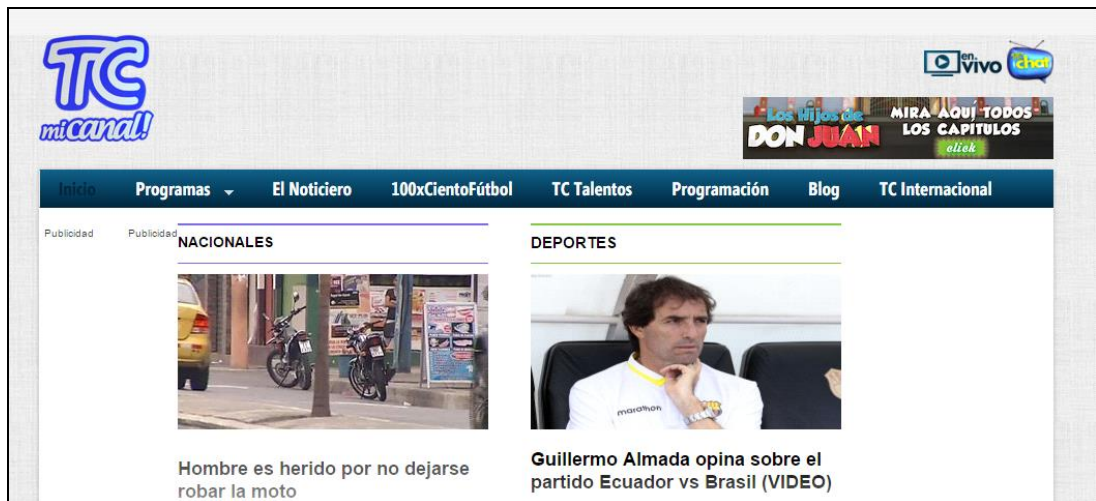 TC
mi canal!
en
vivo
chat
Los Hijos de
DON JUAN
MIRA AQUÍ TODOS
LOS CAPITULOS
click
Inicio Programas El Noticiero 100xCientoFútbol TC Talentos Programación Blog TC Internacional
Publicidad Publicidad
NACIONALES DEPORTES
marathon
Hombre es herido por no dejarse
robar la moto
Guillermo Almada opina sobre el
partido Ecuador vs Brasil (VIDEO)